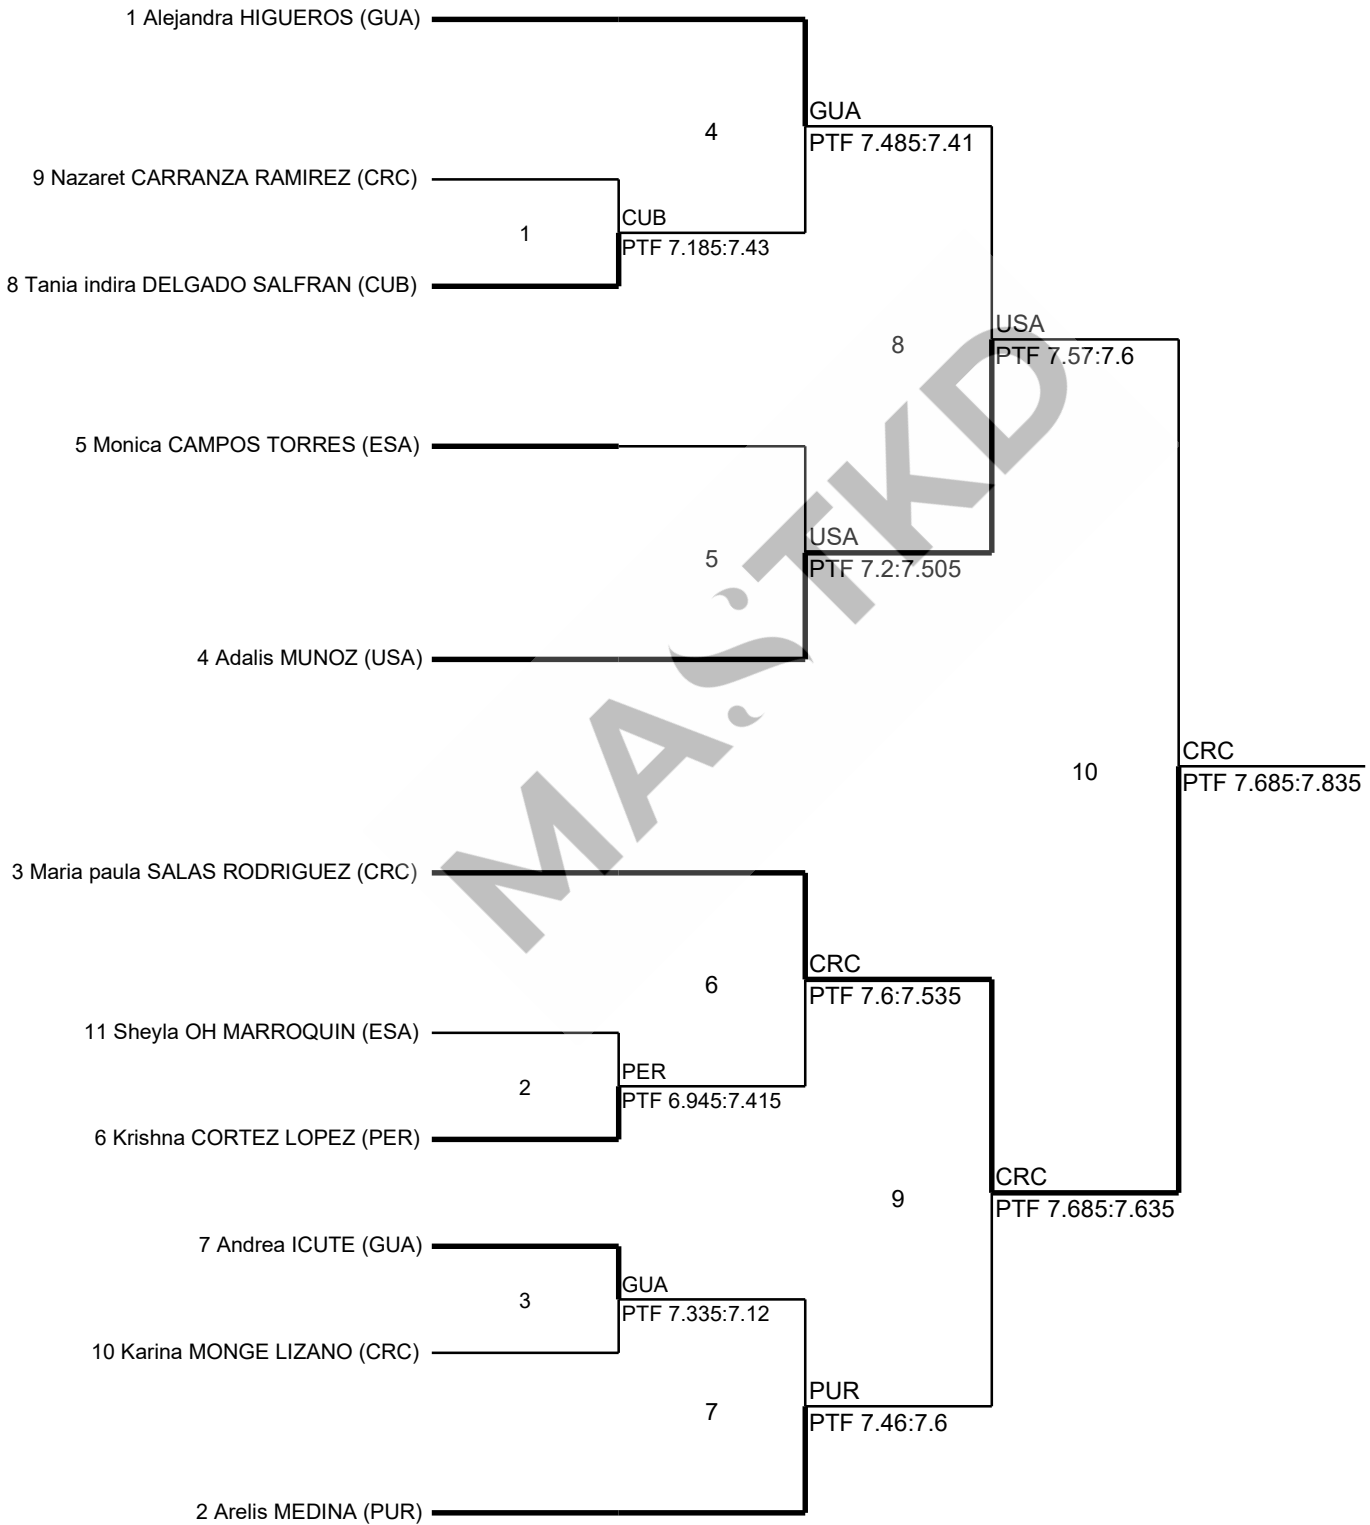 1 Alejandra HIGUEROS (GUA)
GUA
4
PTF 7.485:7.41
9 Nazaret CARRANZA RAMIREZ (CRC)
CUB
1
PTF 7.185:7.43
8 Tania indira DELGADO SALFRAN (CUB)
USA
8
PTF 7.57:7.6
5 Monica CAMPOS TORRES (ESA)
USA
5
PTF 7.2:7.505
4 Adalis MUNOZ (USA)
MASTKD
CRC
10
PTF 7.685:7.835
3 Maria paula SALAS RODRIGUEZ (CRC)
CRC
6
PTF 7.6:7.535
11 Sheyla OH MARROQUIN (ESA)
PER
2
PTF 6.945:7.415
6 Krishna CORTEZ LOPEZ (PER)
CRC
9
PTF 7.685:7.635
7 Andrea ICUTE (GUA)
GUA
3
PTF 7.335:7.12
10 Karina MONGE LIZANO (CRC)
PUR
7
PTF 7.46:7.6
2 Arelis MEDINA (PUR)